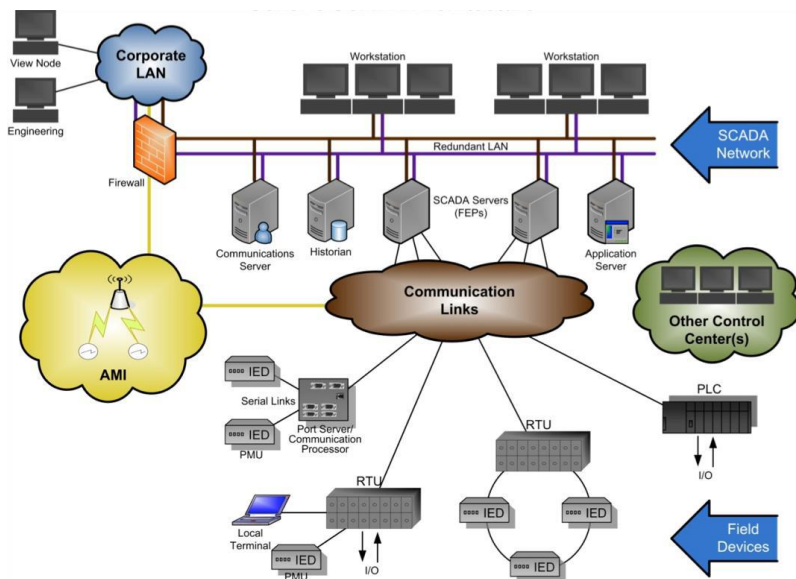 View Node
Corporate
LAN
Engineering
Firewall
Workstation
Workstation
Redundant LAN
SCADA
Network
Communications
Server
Historian
SCADA Servers
(FEPs)
Application
Server
Communication
Links
Other Control
Center(s)
AMI
IED
Serial Links
IED
PMU
Port Server/
Communication
Processor
PLC
I/O
RTU
IED
IED
IED
RTU
Local
Terminal
IED
PMU
I/O
Field
Devices